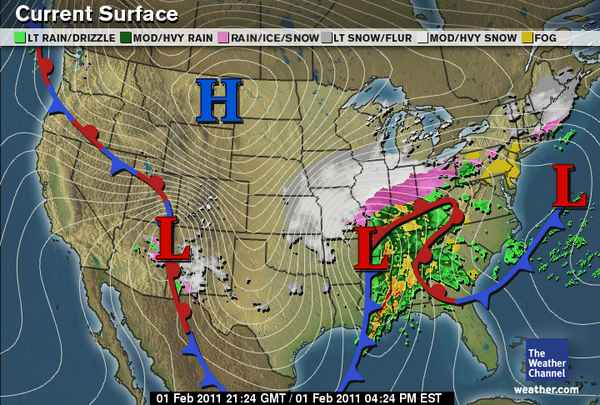 Current Surface
LT RAIN/DRIZZLE MOD/HVY RAIN RAIN/ICE/SNOW LT SNOW/FLUR MOD/HVY SNOW FOG
H
L
L
L
The
Weather
Channel
weather.com
01 Feb 2011 21:24 GMT / 01 Feb 2011 04:24 PM EST